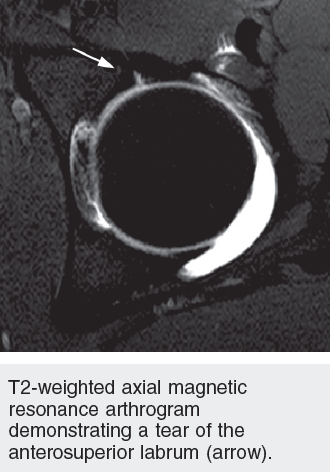 T2-weighted axial magnetic
resonance arthrogram
demonstrating a tear of the
anterosuperior labrum (arrow).